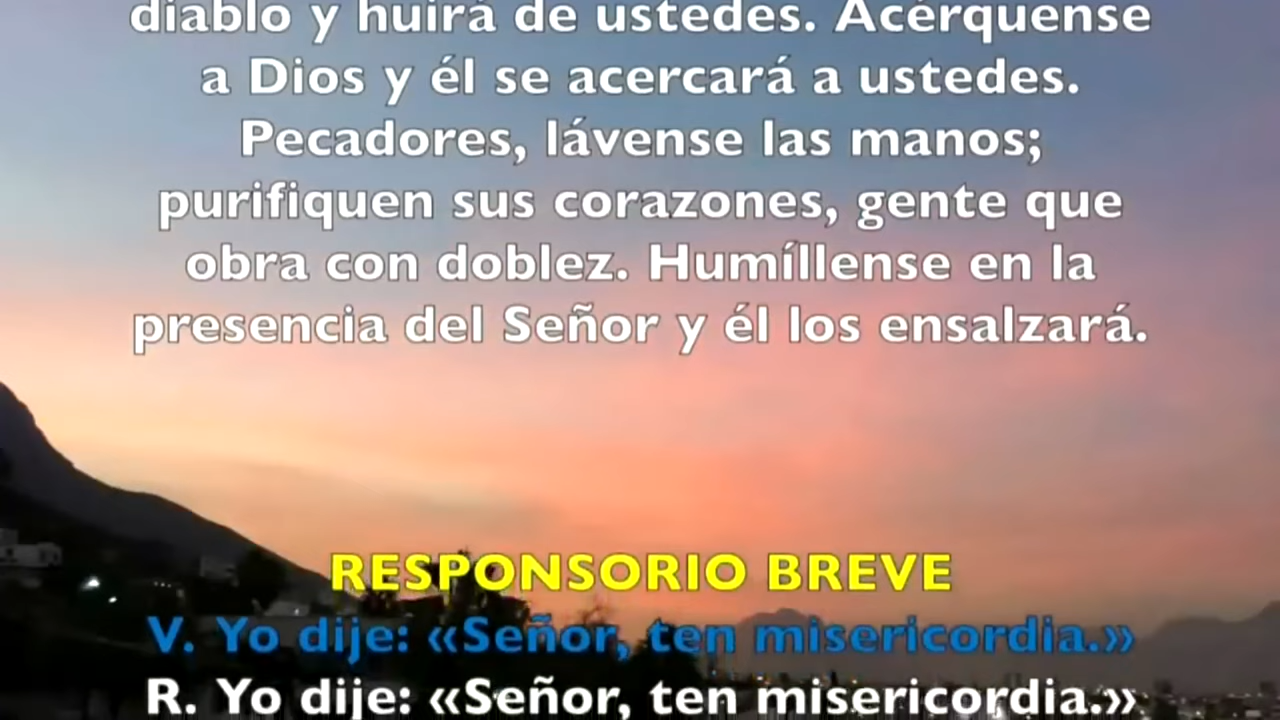 diablo y huirá de ustedes. Acérquense
a Dios y él se acercará a ustedes.
Pecadores, lávense las manos;
purifiquen sus corazones, gente que
obra con doblez. Humíllense en la
presencia del Señor y él los ensalzará.
RESPONSORIO BREVE
V. Yo dije: «Señor, ten misericordia.»
R. Yo dije: «Señor, ten misericordia.»